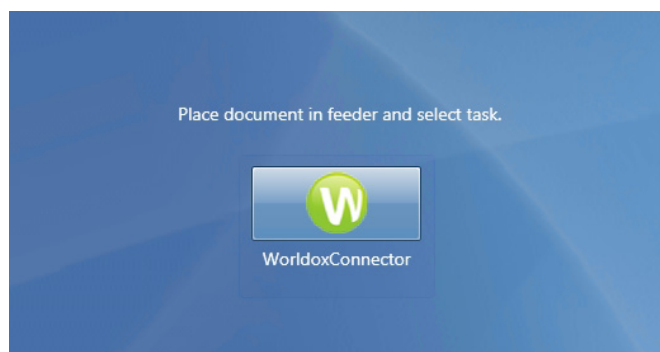 Place document in feeder and select task.
W
WorldoxConnector